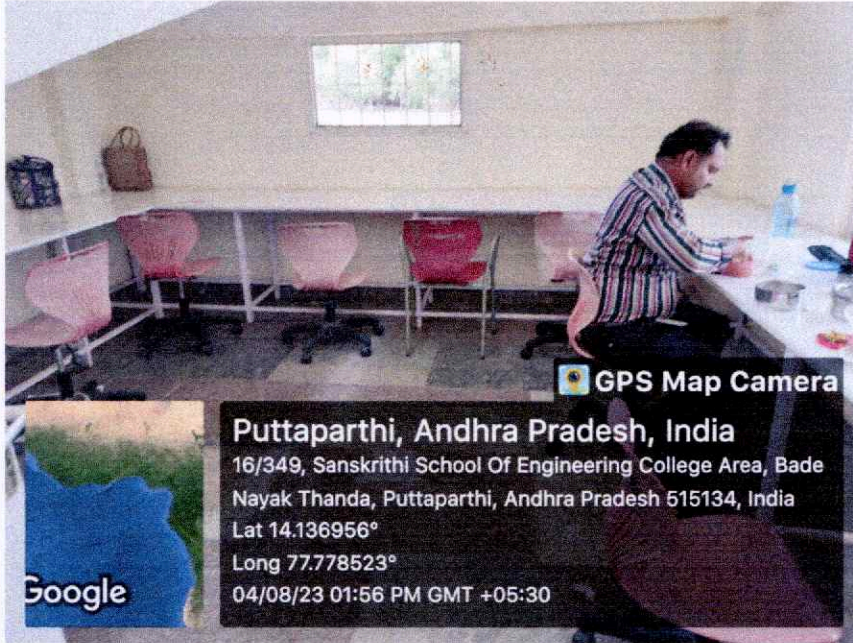 GPS Map Camera
Puttaparthi, Andhra Pradesh, India
16/349, Sanskrithi School Of Engineering College Area, Bade
Nayak Thanda, Puttaparthi, Andhra Pradesh 515134, India
Lat 14.136956°
Long 77.778523°
04/08/23 01:56 PM GMT +05:30
Google